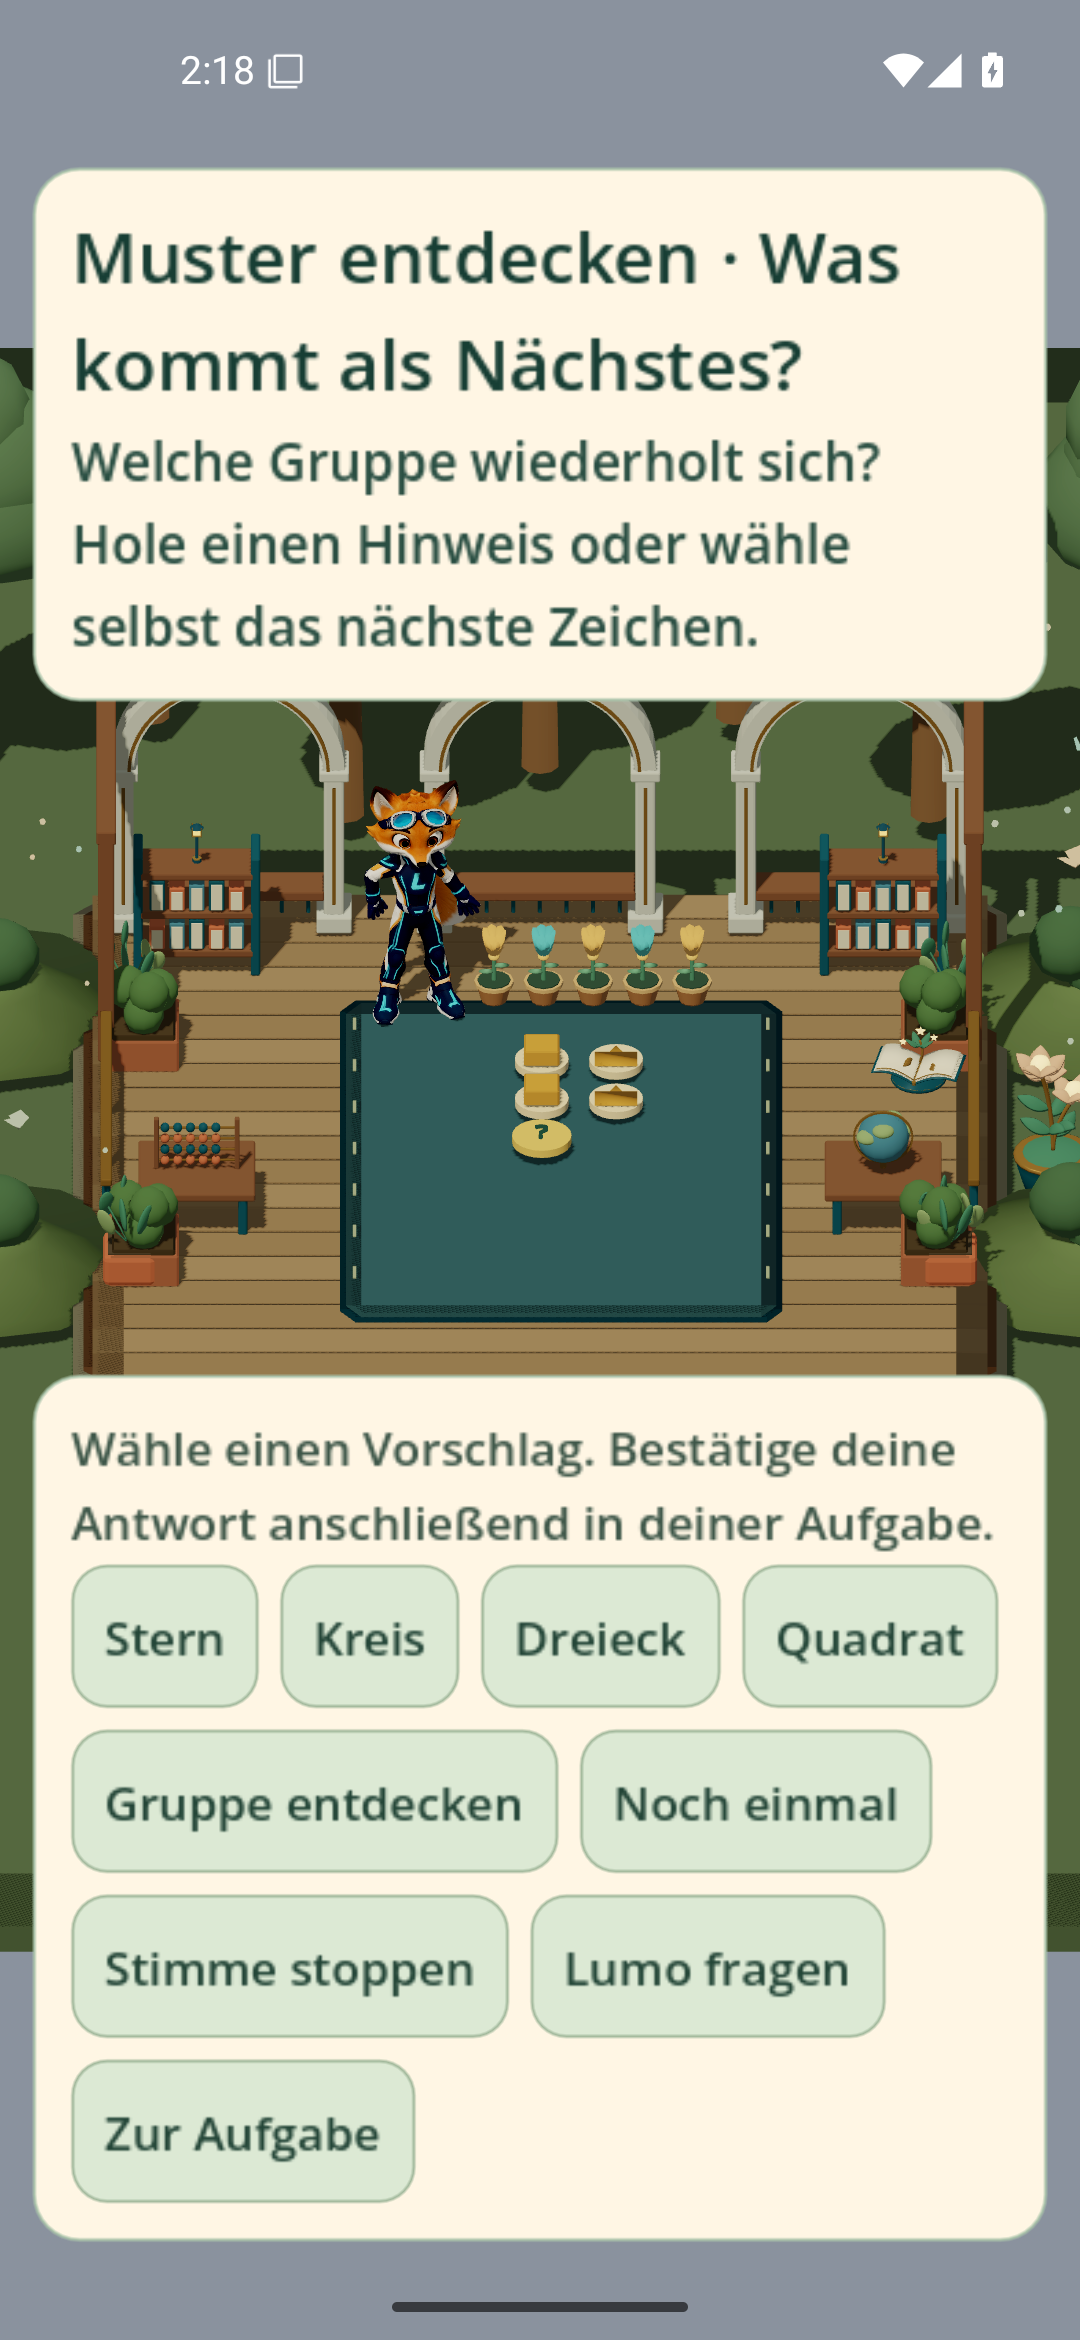 2:18
Muster entdecken · Was
kommt als Nächstes?
Welche Gruppe wiederholt sich?
Hole einen Hinweis oder wähle
selbst das nächste Zeichen.
L
?
Wähle einen Vorschlag. Bestätige deine
Antwort anschließend in deiner Aufgabe.
Stern
Kreis
Dreieck
Quadrat
Gruppe entdecken
Noch einmal
Stimme stoppen
Lumo fragen
Zur Aufgabe